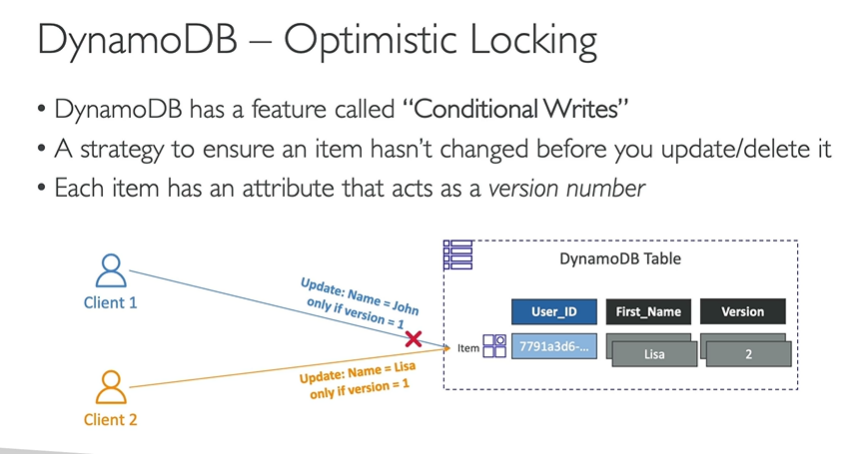 DynamoDB – Optimistic Locking
• DynamoDB has a feature called “Conditional Writes”
• A strategy to ensure an item hasn’t changed before you update/delete it
• Each item has an attribute that acts as a version number
Client 1
Update: Name = John
only if version = 1
Client 2
Update: Name = Lisa
only if version = 1
DynamoDB Table
User_ID First_Name Version
Item 7791a3d6-... Lisa 2